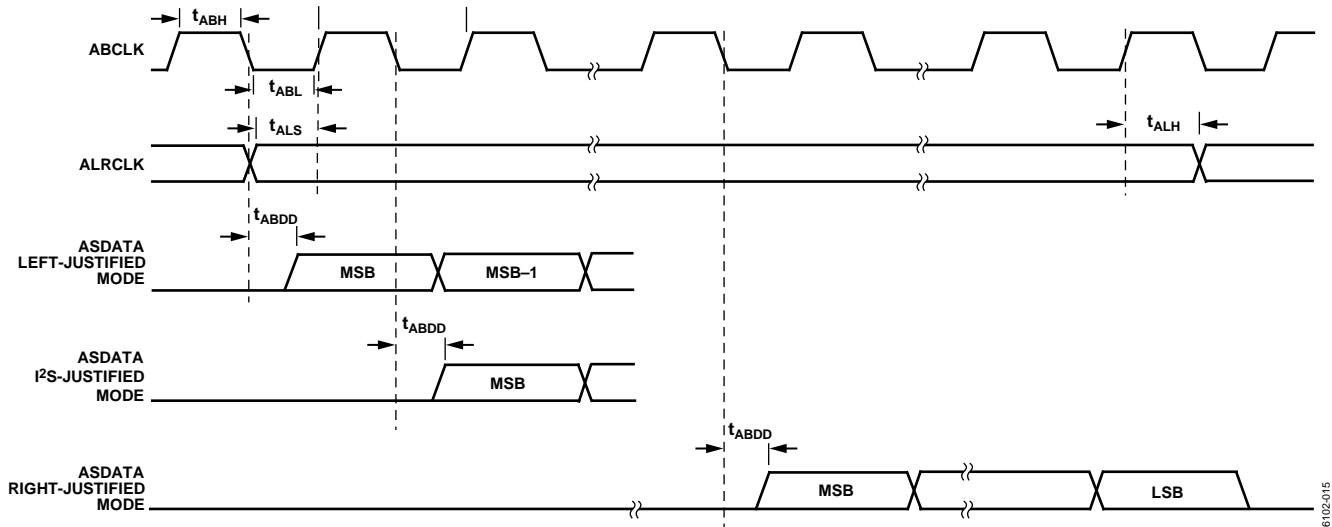 tABH
ABCLK
tABL
tALS
tALH
ALRCLK
tABDD
ASDATA
LEFT-JUSTIFIED
MODE
MSB
MSB–1
tABDD
ASDATA
I²S-JUSTIFIED
MODE
MSB
tABDD
ASDATA
RIGHT-JUSTIFIED
MODE
MSB
LSB
6102-015